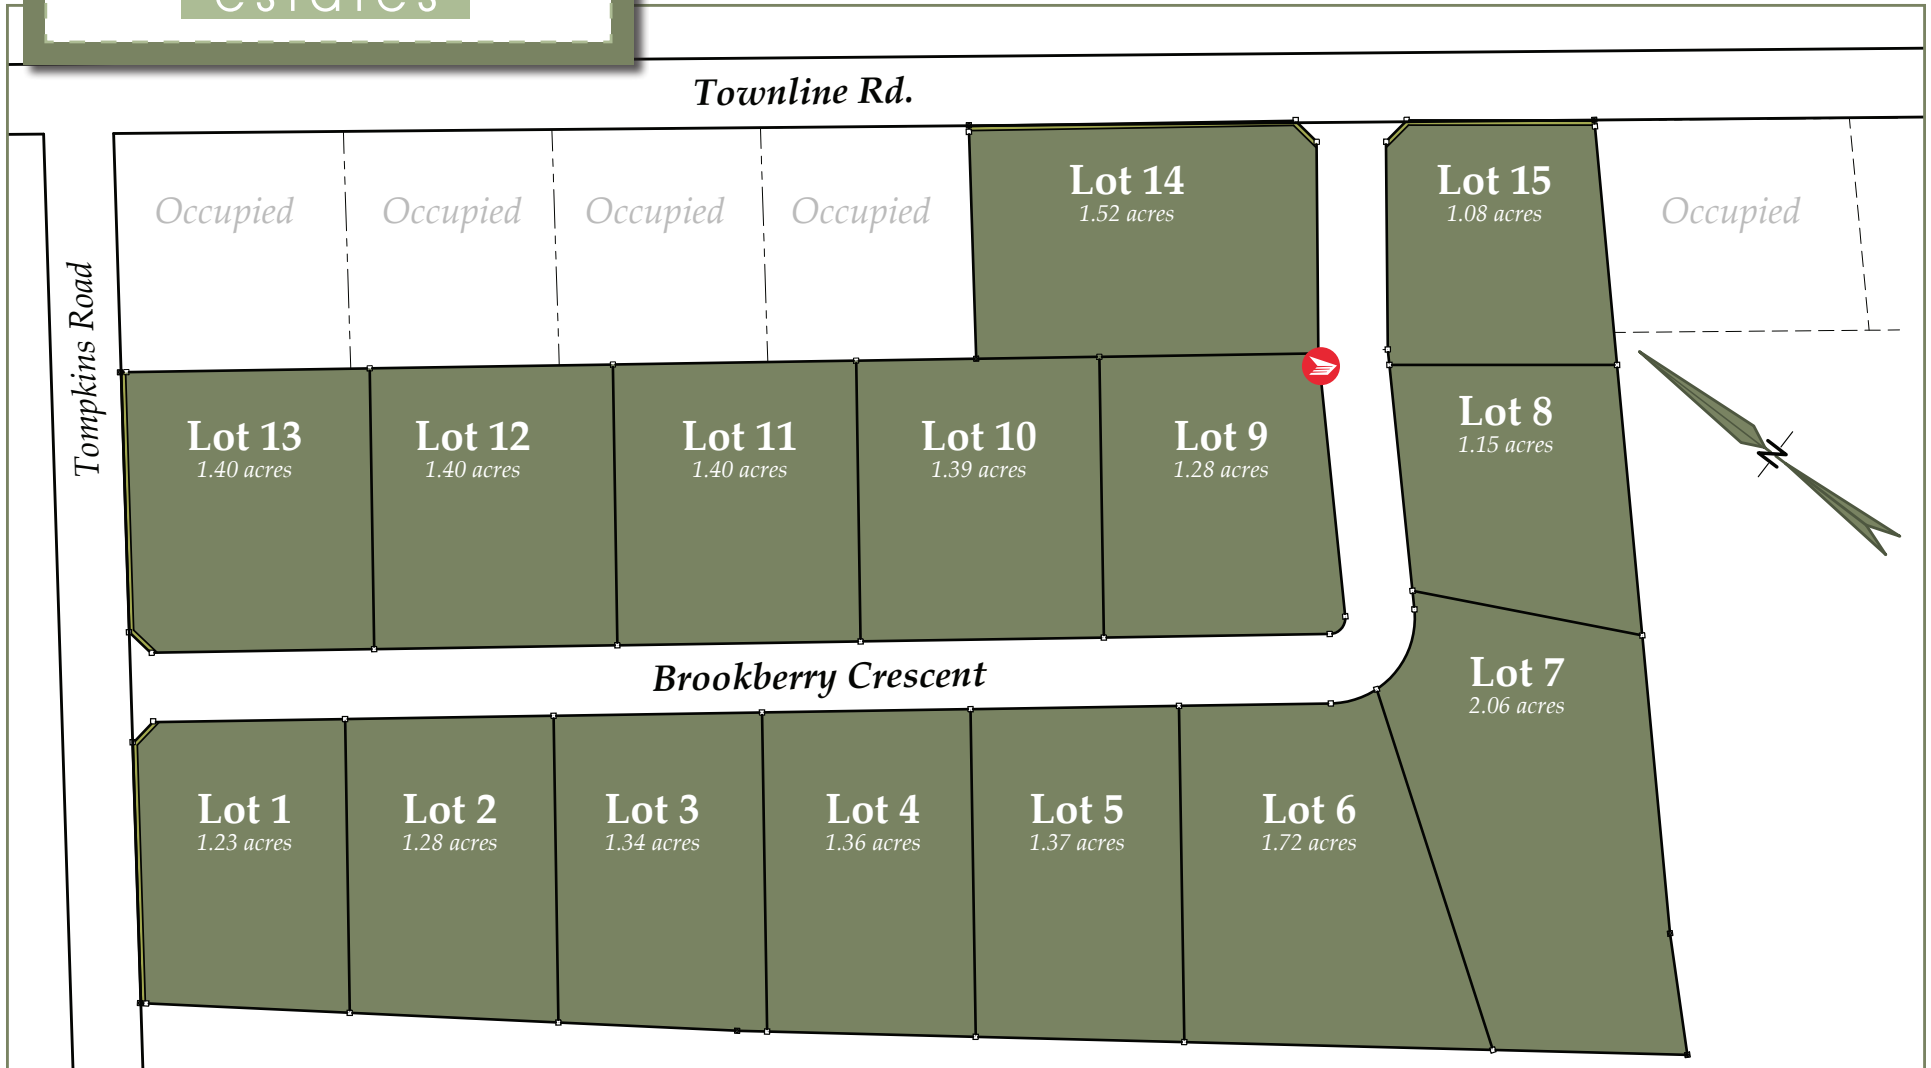 estates
Townline Rd.
Tompkins Road
Occupied
Occupied
Occupied
Occupied
Lot 14
1.52 acres
Lot 15
1.08 acres
Occupied
Lot 13
1.40 acres
Lot 12
1.40 acres
Lot 11
1.40 acres
Lot 10
1.39 acres
Lot 9
1.28 acres
Lot 8
1.15 acres
N
Brookberry Crescent
Lot 7
2.06 acres
Lot 1
1.23 acres
Lot 2
1.28 acres
Lot 3
1.34 acres
Lot 4
1.36 acres
Lot 5
1.37 acres
Lot 6
1.72 acres